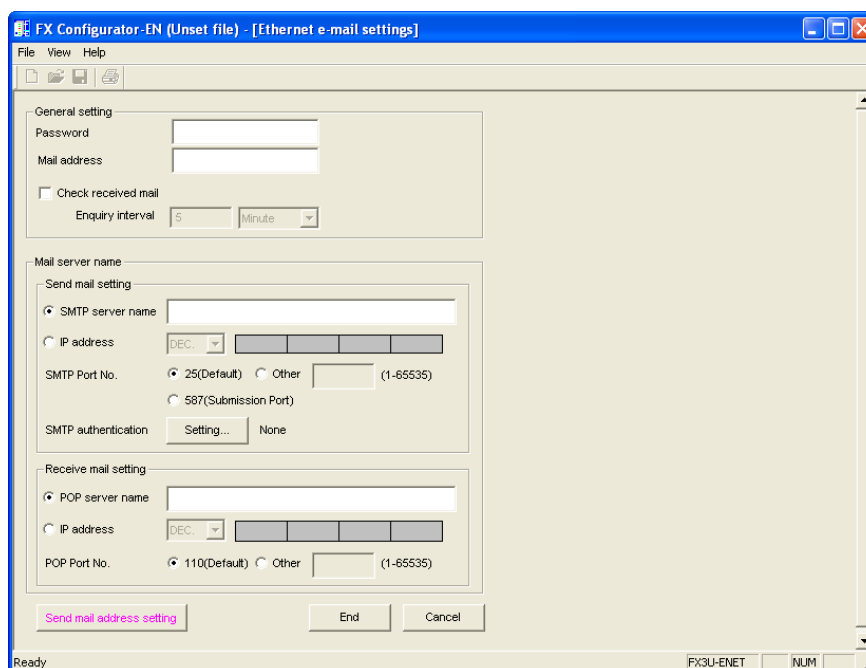 FX Configurator-EN (Unset file) - [Ethernet e-mail settings]
File View Help
General setting
Password
Mail address
Check received mail
Enquiry interval 5 Minute
Mail server name
Send mail setting
SMTP server name
IP address DEC.
SMTP Port No. 25(Default) Other (1-65535)
587(Submission Port)
SMTP authentication Setting... None
Receive mail setting
POP server name
IP address DEC.
POP Port No. 110(Default) Other (1-65535)
Send mail address setting End Cancel
Ready FX3U-ENET NUM